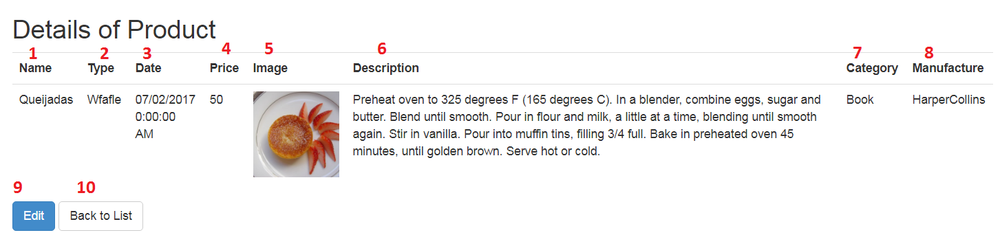 Details of Product
1 2 3 4 5 6 7 8
Name Type Date Price Image Description Category Manufacture
Queijadas Wfafle 07/02/2017 50 Preheat oven to 325 degrees F (165 degrees C). In a blender, combine eggs, sugar and Book HarperCollins
0:00:00 butter. Blend until smooth. Pour in flour and milk, a little at a time, blending until smooth
AM again. Stir in vanilla. Pour into muffin tins, filling 3/4 full. Bake in preheated oven 45
minutes, until golden brown. Serve hot or cold.
9 10
Edit Back to List